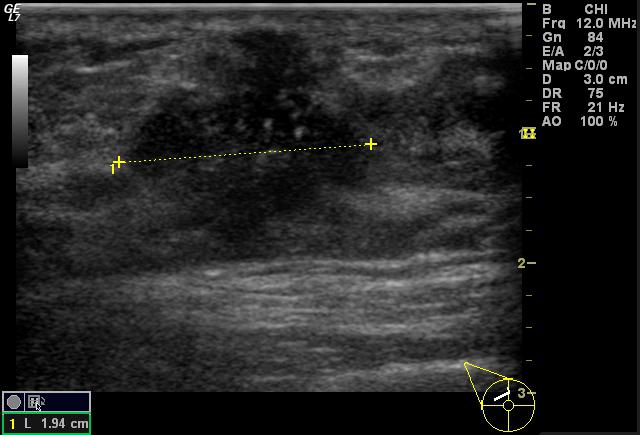 GE
L7
B CHI
Frq 12.0 MHz
Gn 84
E/A 2/3
Map C/0/0
D 3.0 cm
DR 75
FR 21 Hz
AO 100 %
1
2
3
1 L 1.94 cm